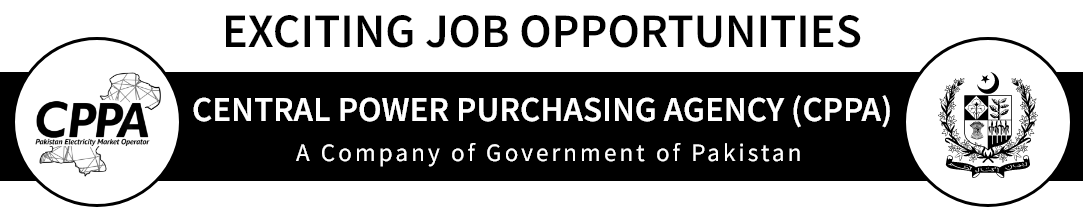 EXCITING JOB OPPORTUNITIES
CPPA
Pakistan Electricity Market Operator
CENTRAL POWER PURCHASING AGENCY (CPPA)
A Company of Government of Pakistan